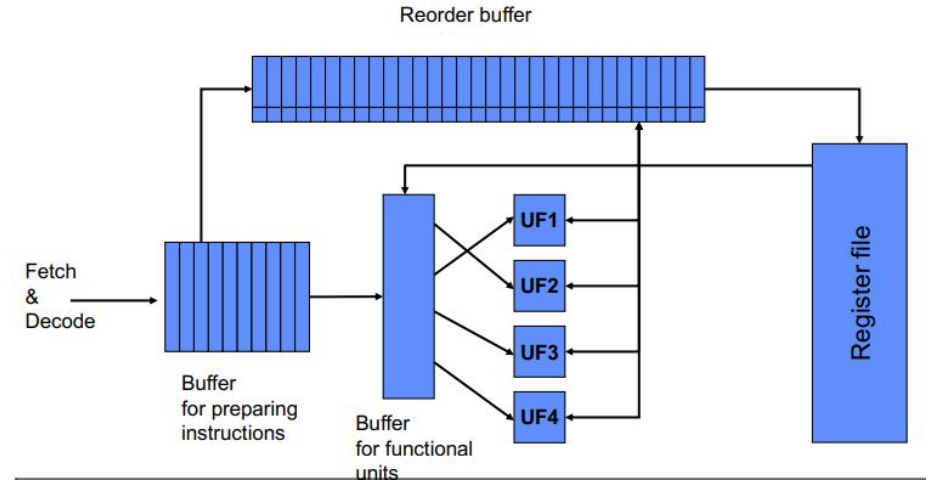 Reorder buffer
Fetch
&
Decode
UF1
UF2
UF3
UF4
Register file
Buffer
for preparing
instructions
Buffer
for functional
units